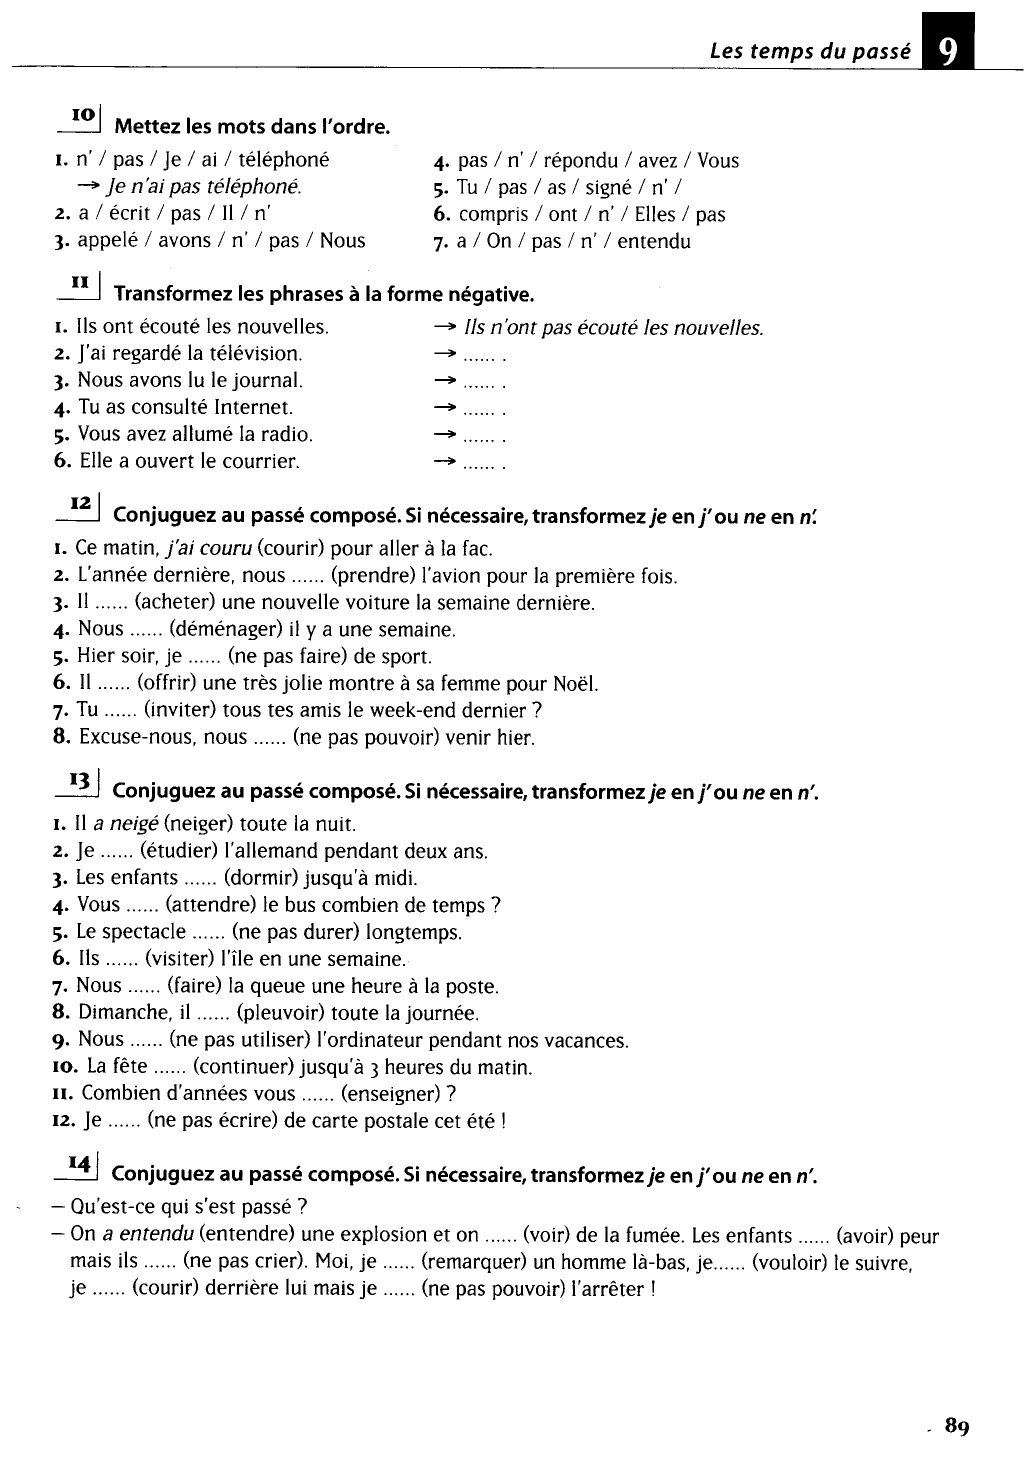 Les temps du passé 9
10 Mettez les mots dans l'ordre.
1. n' / pas / Je / ai / téléphoné
→ Je n'ai pas téléphoné.
2. a / écrit / pas / Il / n'
3. appelé / avons / n' / pas / Nous
4. pas / n' / répondu / avez / Vous
5. Tu / pas / as / signé / n' /
6. compris / ont / n' / Elles / pas
7. a / On / pas / n' / entendu
11 Transformez les phrases à la forme négative.
1. Ils ont écouté les nouvelles. → Ils n'ont pas écouté les nouvelles.
2. J'ai regardé la télévision. → ...... .
3. Nous avons lu le journal. → ...... .
4. Tu as consulté Internet. → ...... .
5. Vous avez allumé la radio. → ...... .
6. Elle a ouvert le courrier. → ...... .
12 Conjuguez au passé composé. Si nécessaire, transformez je en j' ou ne en n'.
1. Ce matin, j'ai couru (courir) pour aller à la fac.
2. L'année dernière, nous ...... (prendre) l'avion pour la première fois.
3. Il ...... (acheter) une nouvelle voiture la semaine dernière.
4. Nous ...... (déménager) il y a une semaine.
5. Hier soir, je ...... (ne pas faire) de sport.
6. Il ...... (offrir) une très jolie montre à sa femme pour Noël.
7. Tu ...... (inviter) tous tes amis le week-end dernier ?
8. Excuse-nous, nous ...... (ne pas pouvoir) venir hier.
13 Conjuguez au passé composé. Si nécessaire, transformez je en j' ou ne en n'.
1. Il a neigé (neiger) toute la nuit.
2. Je ...... (étudier) l'allemand pendant deux ans.
3. Les enfants ...... (dormir) jusqu'à midi.
4. Vous ...... (attendre) le bus combien de temps ?
5. Le spectacle ...... (ne pas durer) longtemps.
6. Ils ...... (visiter) l'île en une semaine.
7. Nous ...... (faire) la queue une heure à la poste.
8. Dimanche, il ...... (pleuvoir) toute la journée.
9. Nous ...... (ne pas utiliser) l'ordinateur pendant nos vacances.
10. La fête ...... (continuer) jusqu'à 3 heures du matin.
11. Combien d'années vous ...... (enseigner) ?
12. Je ...... (ne pas écrire) de carte postale cet été !
14 Conjuguez au passé composé. Si nécessaire, transformez je en j' ou ne en n'.
– Qu'est-ce qui s'est passé ?
– On a entendu (entendre) une explosion et on ...... (voir) de la fumée. Les enfants ...... (avoir) peur
mais ils ...... (ne pas crier). Moi, je ...... (remarquer) un homme là-bas, je...... (vouloir) le suivre,
je ...... (courir) derrière lui mais je ...... (ne pas pouvoir) l'arrêter !
89